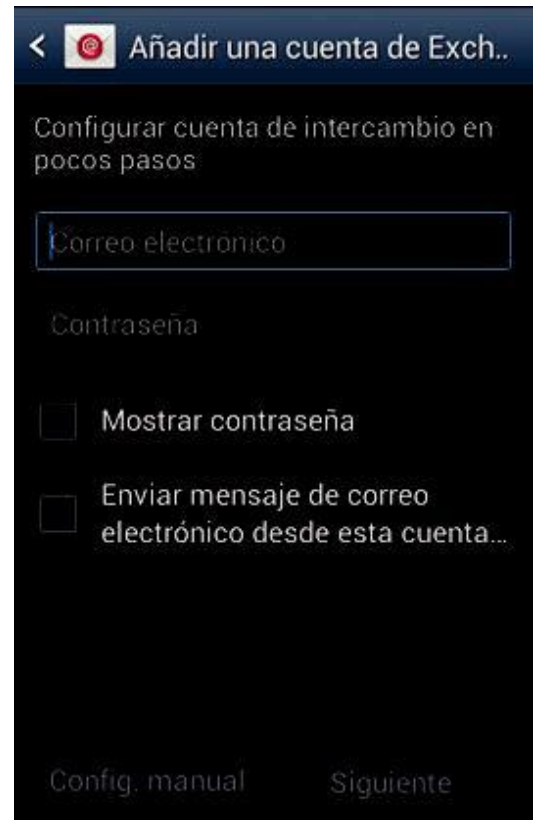 Añadir una cuenta de Exch..
Configurar cuenta de intercambio en
pocos pasos
Correo electrónico
Contraseña
Mostrar contraseña
Enviar mensaje de correo
electrónico desde esta cuenta...
Config. manual
Siguiente